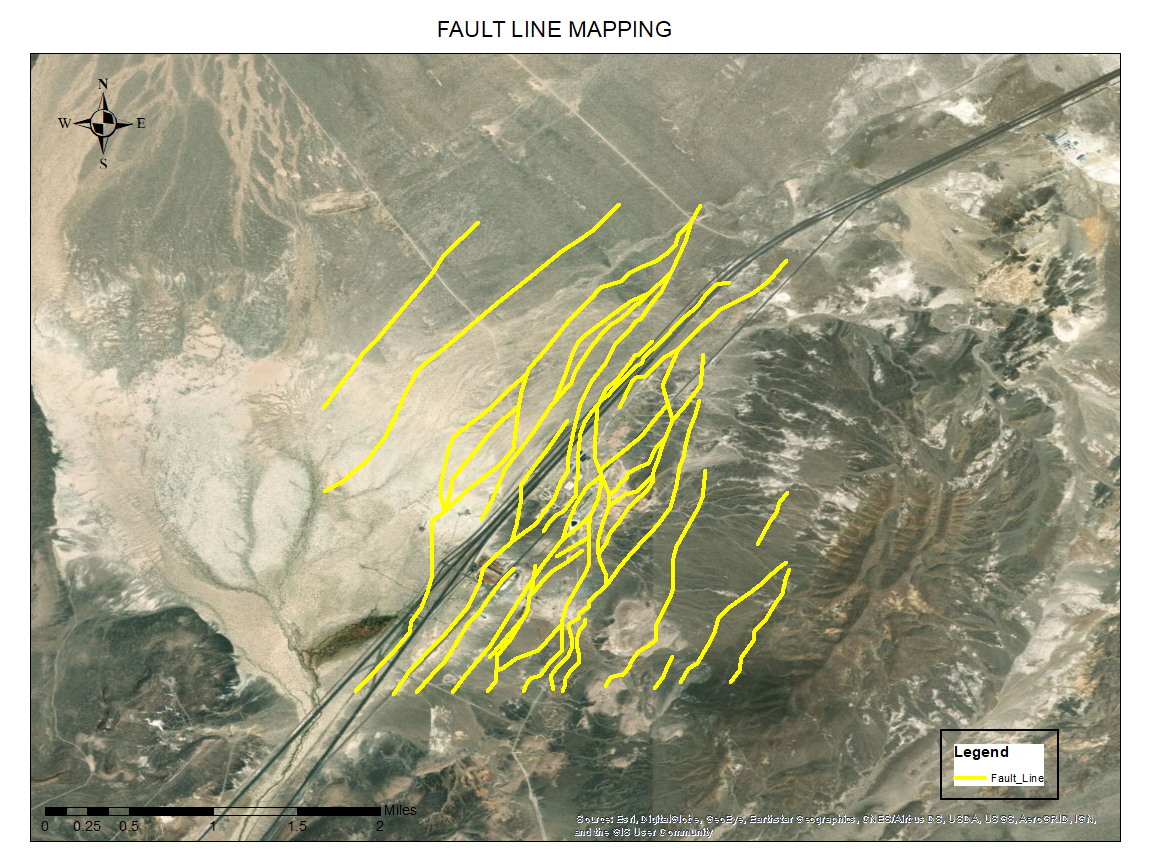 FAULT LINE MAPPING
N
W E
S
Legend
Fault_Line
Miles
0 0.25 0.5 1 1.5 2
Source: Esri, DigitalGlobe, GeoEye, Earthstar Geographics, CNES/Airbus DS, USDA, USGS, AeroGRID, IGN,
and the GIS User Community